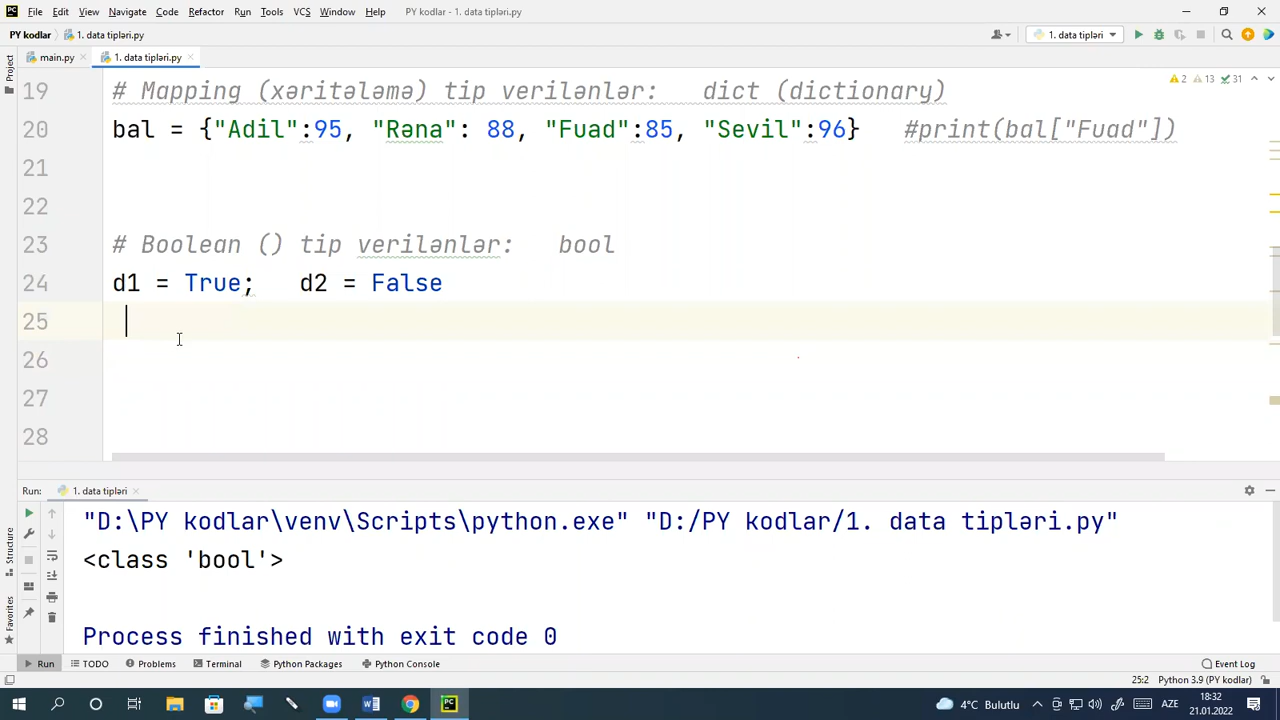 File Edit View Navigate Code Refactor Run Tools VCS Window Help PY kodlar - 1. data tipləri.py
PY kodlar 1. data tipləri.py 1. data tipləri
main.py 1. data tipləri.py
Project
2 13 31
19 # Mapping (xəritələmə) tip verilənlər: dict (dictionary)
20 bal = {"Adil":95, "Rəna": 88, "Fuad":85, "Sevil":96} #print(bal["Fuad"])
21
22
23 # Boolean () tip verilənlər: bool
24 d1 = True; d2 = False
25
26
27
28
Run: 1. data tipləri
"D:\PY kodlar\venv\Scripts\python.exe" "D:/PY kodlar/1. data tipləri.py"
<class 'bool'>
Process finished with exit code 0
Structure
Favorites
Run TODO Problems Terminal Python Packages Python Console Event Log
25:2 Python 3.9 (PY kodlar)
4°C Bulutlu AZE 18:32
21.01.2022